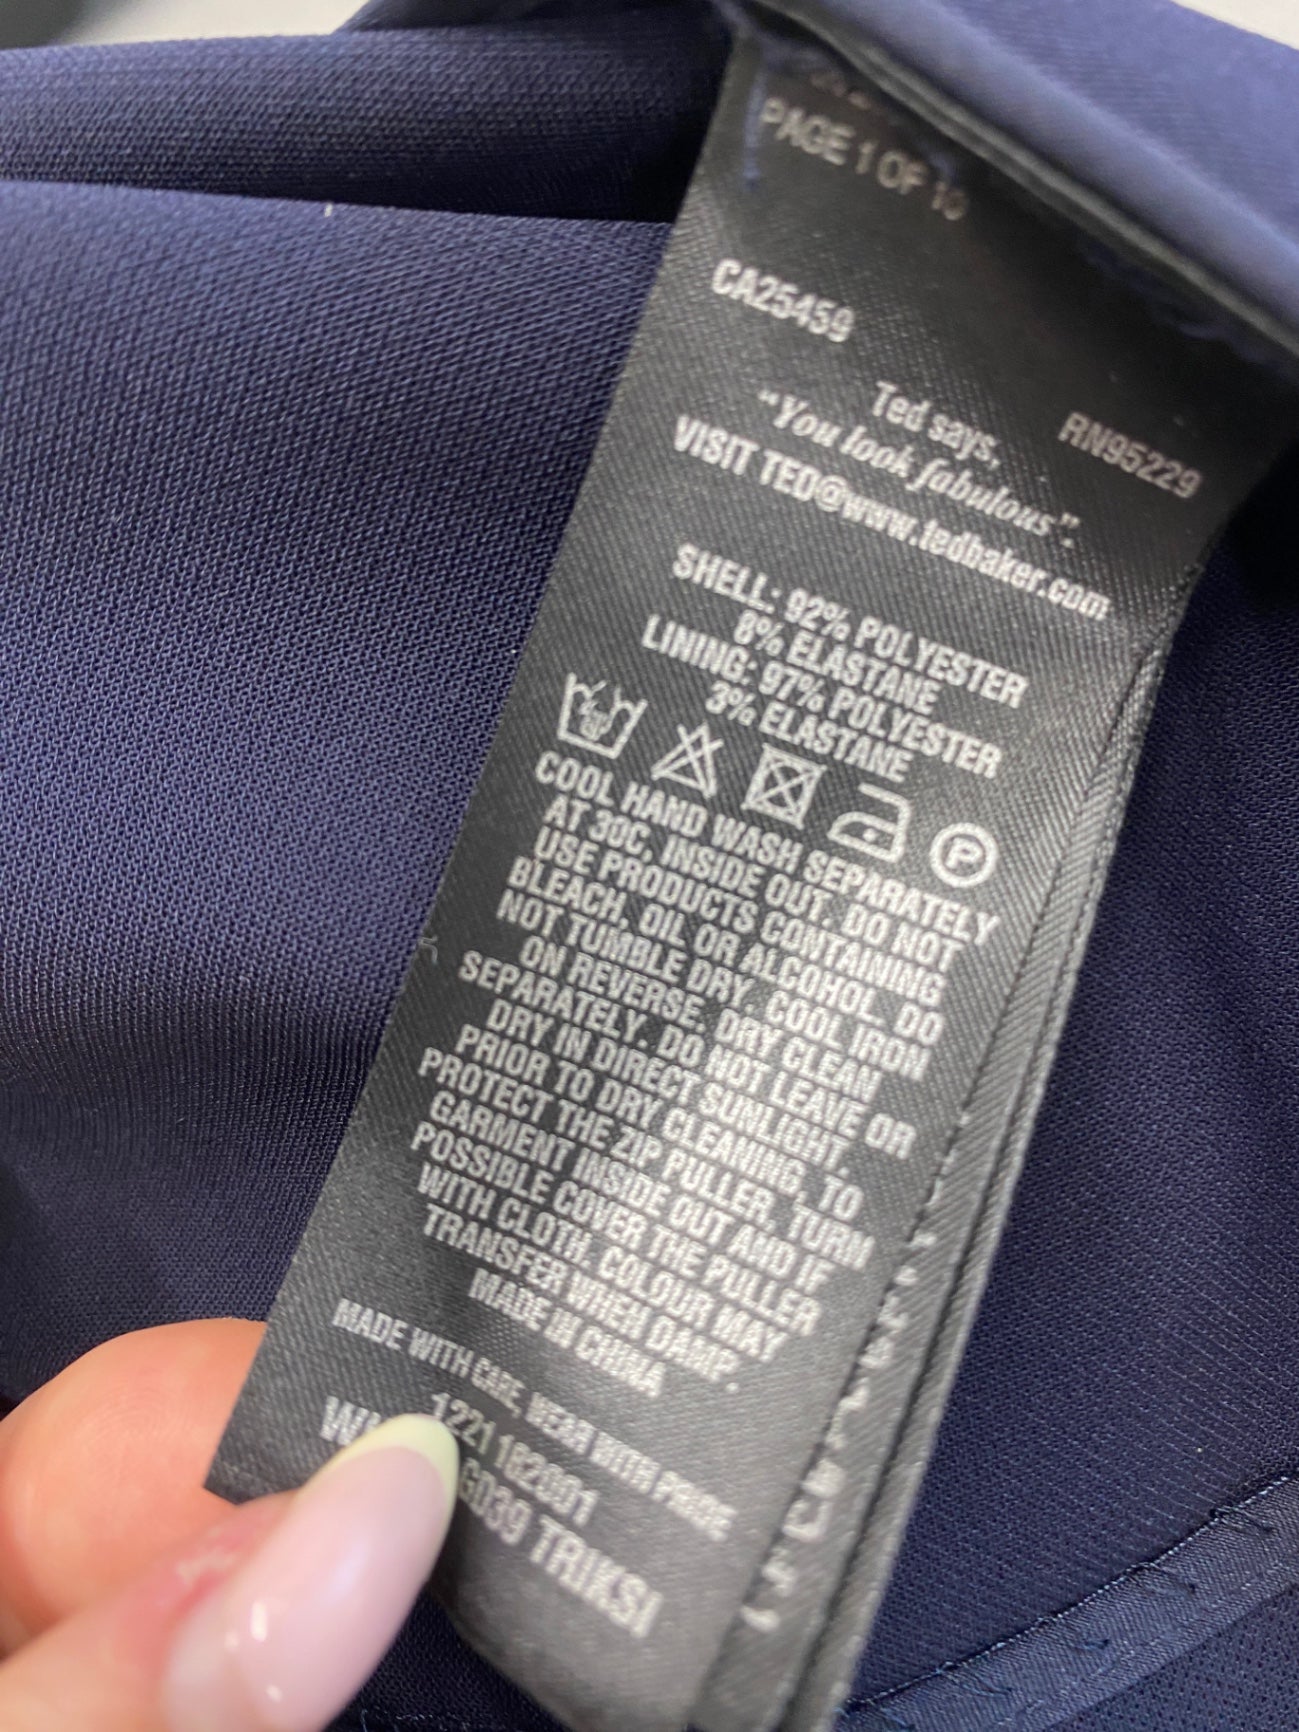 PAGE 1 OF 10
CA25459
RN95229
Ted says,
"You look fabulous".
VISIT TED@www.tedbaker.com
SHELL: 92% POLYESTER
8% ELASTANE
LINING: 97% POLYESTER
3% ELASTANE
P
COOL HAND WASH SEPARATELY
AT 30C, INSIDE OUT. DO NOT
USE PRODUCTS CONTAINING
BLEACH, OIL OR ALCOHOL. DO
NOT TUMBLE DRY. COOL IRON
ON REVERSE. DRY CLEAN
SEPARATELY. DO NOT LEAVE OR
DRY IN DIRECT SUNLIGHT.
PRIOR TO DRY CLEANING, TO
PROTECT THE ZIP PULLER, TURN
GARMENT INSIDE OUT AND IF
POSSIBLE COVER THE PULLER
WITH CLOTH. COLOUR MAY
TRANSFER WHEN DAMP.
MADE IN CHINA
MADE WITH CARE, WEAR WITH PRIDE
1221182001
G039 TRIKSI